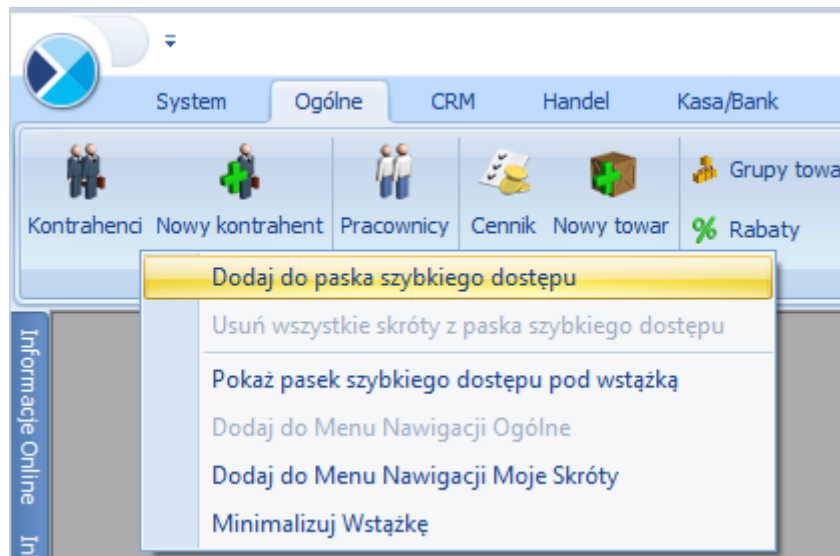 System Ogólne CRM Handel Kasa/Bank
Kontrahenci Nowy kontrahent Pracownicy Cennik Nowy towar
Grupy towa
% Rabaty
Dodaj do paska szybkiego dostępu
Usuń wszystkie skróty z paska szybkiego dostępu
Pokaż pasek szybkiego dostępu pod wstążką
Dodaj do Menu Nawigacji Ogólne
Dodaj do Menu Nawigacji Moje Skróty
Minimalizuj Wstążkę
Informacje Online
In